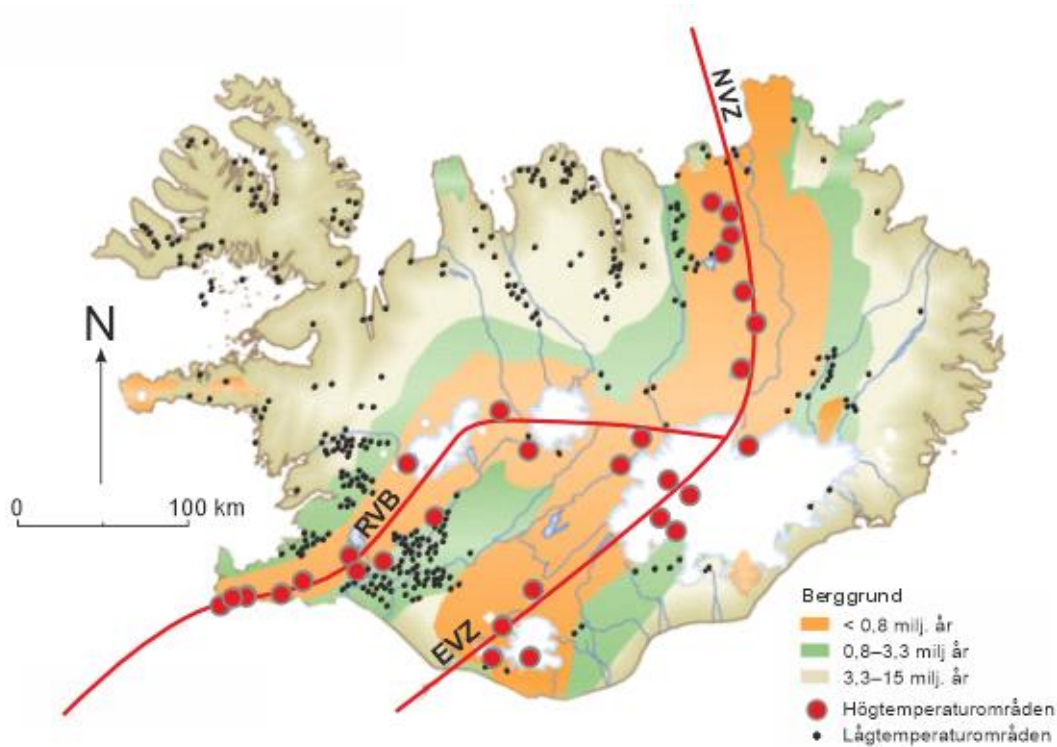 NVZ
N
0 100 km
RVB
EVZ
Berggrund
< 0,8 milj. år
0,8–3,3 milj år
3,3–15 milj. år
Högtemperaturområden
Lågtemperaturområden